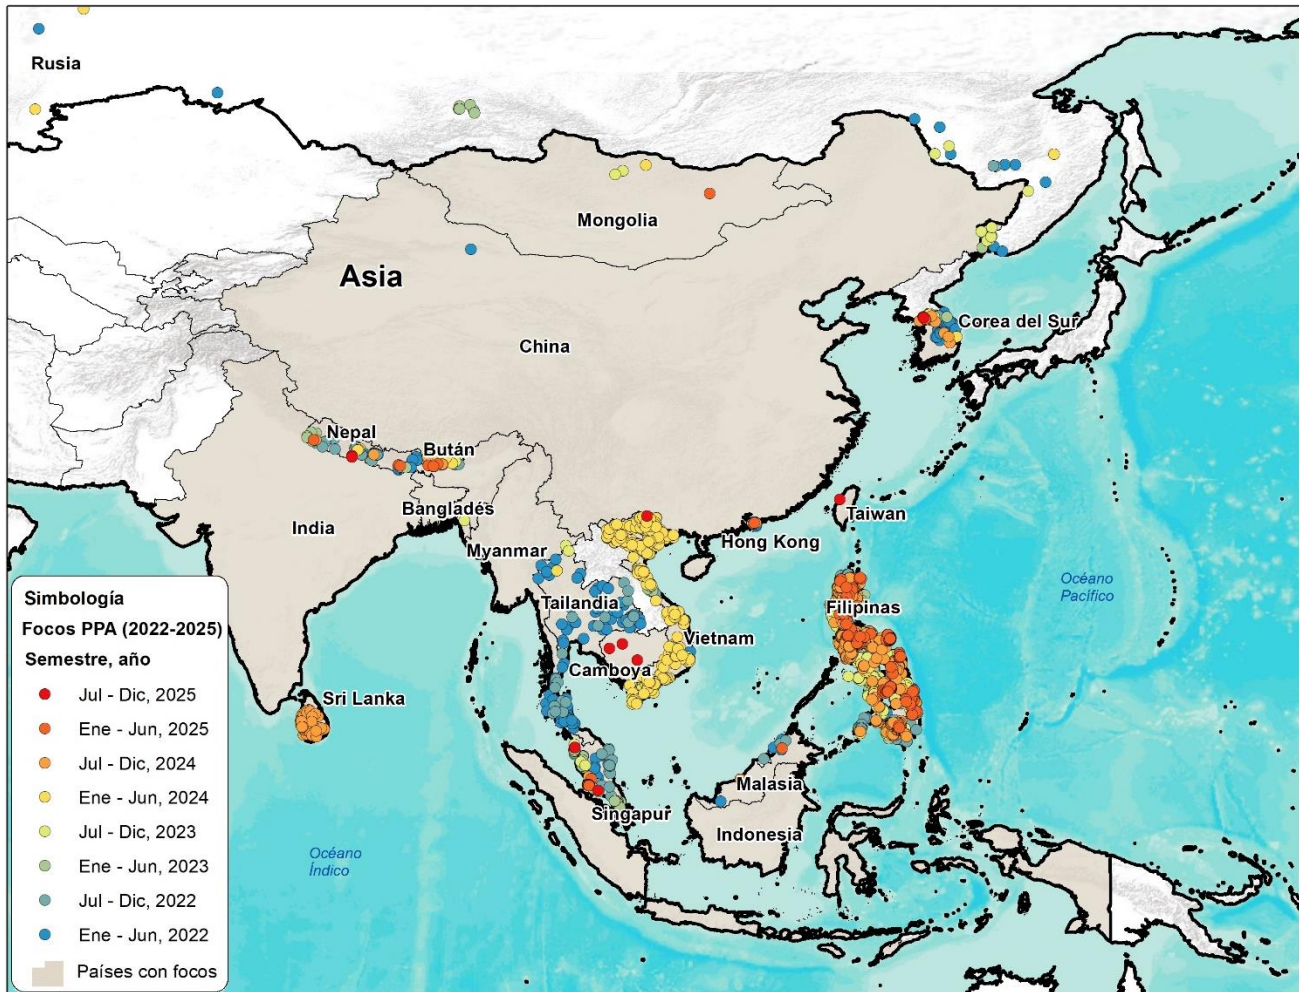 Rusia
Mongolia
Asia
China
Corea del Sur
Nepal
Bután
Bangladés
India
Myanmar
Hong Kong
Taiwan
Tailandia
Vietnam
Camboya
Filipinas
Océano
Pacífico
Sri Lanka
Malasia
Singapur
Indonesia
Océano
Índico
Simbología
Focos PPA (2022-2025)
Semestre, año
Jul - Dic, 2025
Ene - Jun, 2025
Jul - Dic, 2024
Ene - Jun, 2024
Jul - Dic, 2023
Ene - Jun, 2023
Jul - Dic, 2022
Ene - Jun, 2022
Países con focos